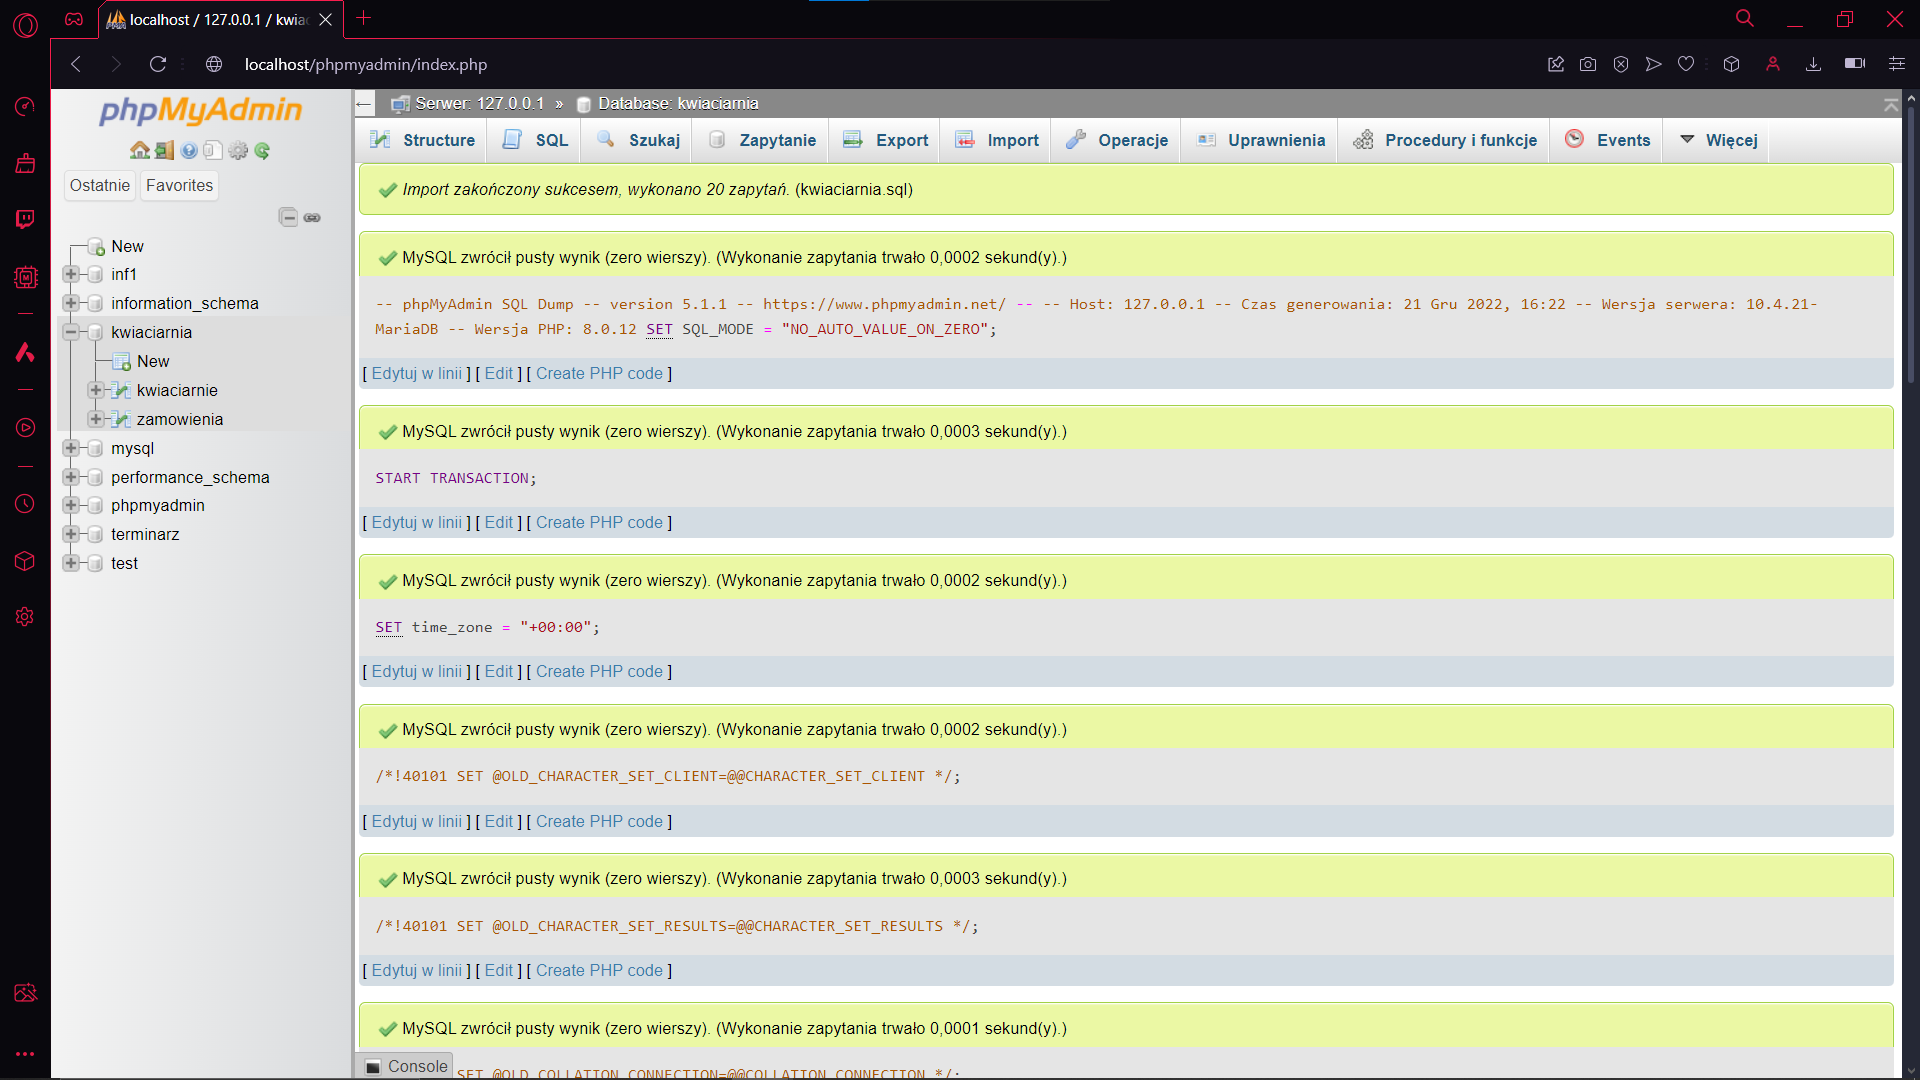 localhost / 127.0.0.1 / kwiac
localhost/phpmyadmin/index.php
phpMyAdmin
Ostatnie
Favorites
New
inf1
information_schema
kwiaciarnia
New
kwiaciarnie
zamowienia
mysql
performance_schema
phpmyadmin
terminarz
test
← Serwer: 127.0.0.1 » Database: kwiaciarnia
Structure SQL Szukaj Zapytanie Export Import Operacje Uprawnienia Procedury i funkcje Events Więcej
Import zakończony sukcesem, wykonano 20 zapytań. (kwiaciarnia.sql)
MySQL zwrócił pusty wynik (zero wierszy). (Wykonanie zapytania trwało 0,0002 sekund(y).)
-- phpMyAdmin SQL Dump -- version 5.1.1 -- https://www.phpmyadmin.net/ -- -- Host: 127.0.0.1 -- Czas generowania: 21 Gru 2022, 16:22 -- Wersja serwera: 10.4.21-
MariaDB -- Wersja PHP: 8.0.12 SET SQL_MODE = "NO_AUTO_VALUE_ON_ZERO";
[ Edytuj w linii ] [ Edit ] [ Create PHP code ]
MySQL zwrócił pusty wynik (zero wierszy). (Wykonanie zapytania trwało 0,0003 sekund(y).)
START TRANSACTION;
[ Edytuj w linii ] [ Edit ] [ Create PHP code ]
MySQL zwrócił pusty wynik (zero wierszy). (Wykonanie zapytania trwało 0,0002 sekund(y).)
SET time_zone = "+00:00";
[ Edytuj w linii ] [ Edit ] [ Create PHP code ]
MySQL zwrócił pusty wynik (zero wierszy). (Wykonanie zapytania trwało 0,0002 sekund(y).)
/*!40101 SET @OLD_CHARACTER_SET_CLIENT=@@CHARACTER_SET_CLIENT */;
[ Edytuj w linii ] [ Edit ] [ Create PHP code ]
MySQL zwrócił pusty wynik (zero wierszy). (Wykonanie zapytania trwało 0,0003 sekund(y).)
/*!40101 SET @OLD_CHARACTER_SET_RESULTS=@@CHARACTER_SET_RESULTS */;
[ Edytuj w linii ] [ Edit ] [ Create PHP code ]
MySQL zwrócił pusty wynik (zero wierszy). (Wykonanie zapytania trwało 0,0001 sekund(y).)
Console
SET @OLD_COLLATION_CONNECTION=@@COLLATION_CONNECTION */;